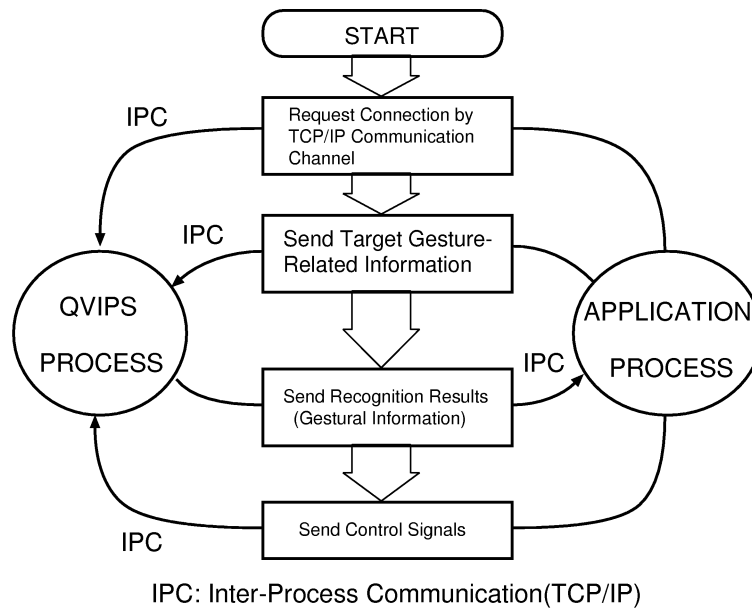 START
IPC
Request Connection by
TCP/IP Communication
Channel
IPC
Send Target Gesture-
Related Information
QVIPS
PROCESS
APPLICATION
PROCESS
IPC
Send Recognition Results
(Gestural Information)
IPC
Send Control Signals
IPC: Inter-Process Communication(TCP/IP)